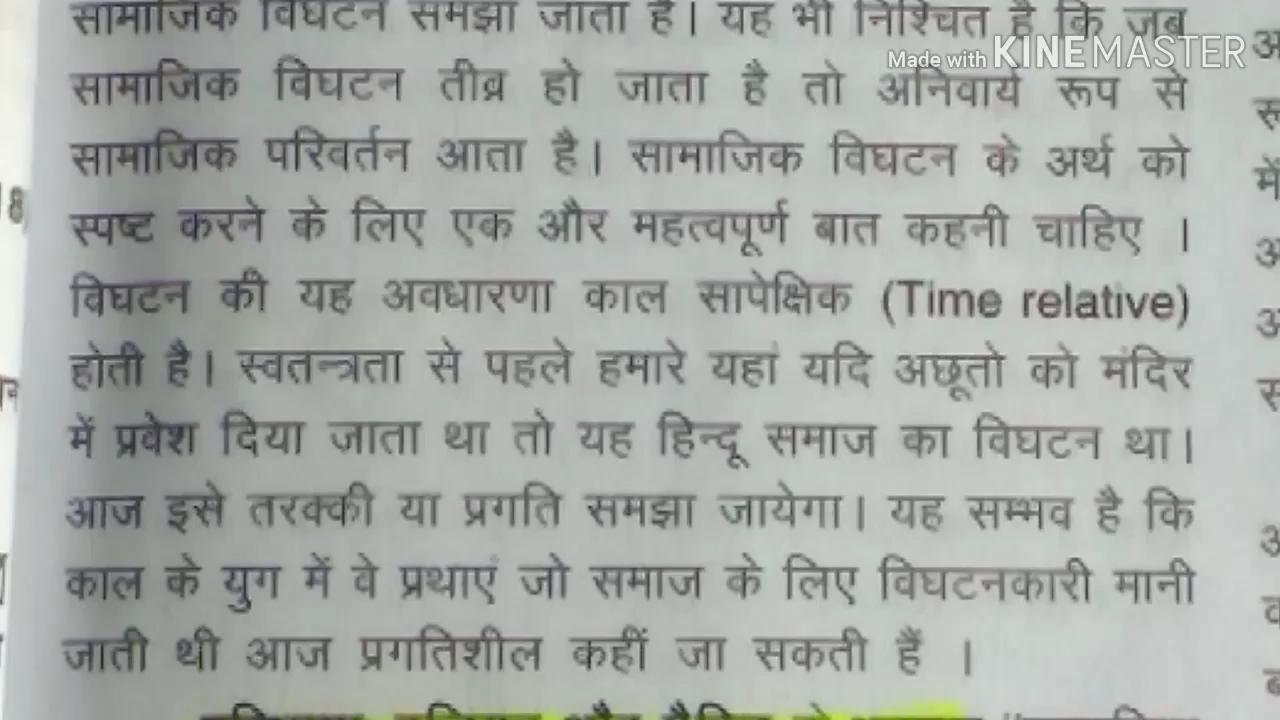 सामाजिक विघटन समझा जाता है। यह भी निश्चित है कि जब
Made with KINEMASTER
सामाजिक विघटन तीव्र हो जाता है तो अनिवार्य रूप से
सामाजिक परिवर्तन आता है। सामाजिक विघटन के अर्थ को
स्पष्ट करने के लिए एक और महत्वपूर्ण बात कहनी चाहिए ।
विघटन की यह अवधारणा काल सापेक्षिक (Time relative)
होती है। स्वतन्त्रता से पहले हमारे यहां यदि अछूतो को मंदिर
में प्रवेश दिया जाता था तो यह हिन्दू समाज का विघटन था।
आज इसे तरक्की या प्रगति समझा जायेगा। यह सम्भव है कि
काल के युग में वे प्रथाएं जो समाज के लिए विघटनकारी मानी
जाती थी आज प्रगतिशील कहीं जा सकती हैं ।